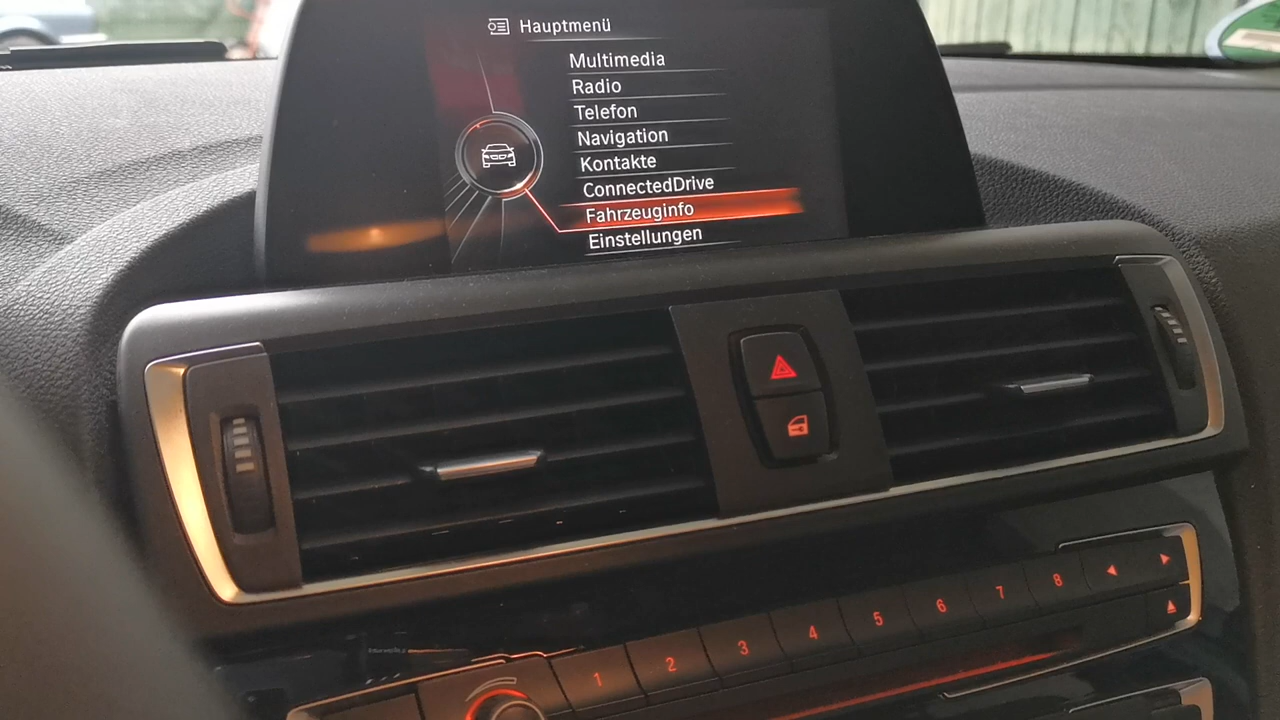 Hauptmenü
Multimedia
Radio
Telefon
Navigation
Kontakte
ConnectedDrive
Fahrzeuginfo
Einstellungen
1 2 3 4 5 6 7 8